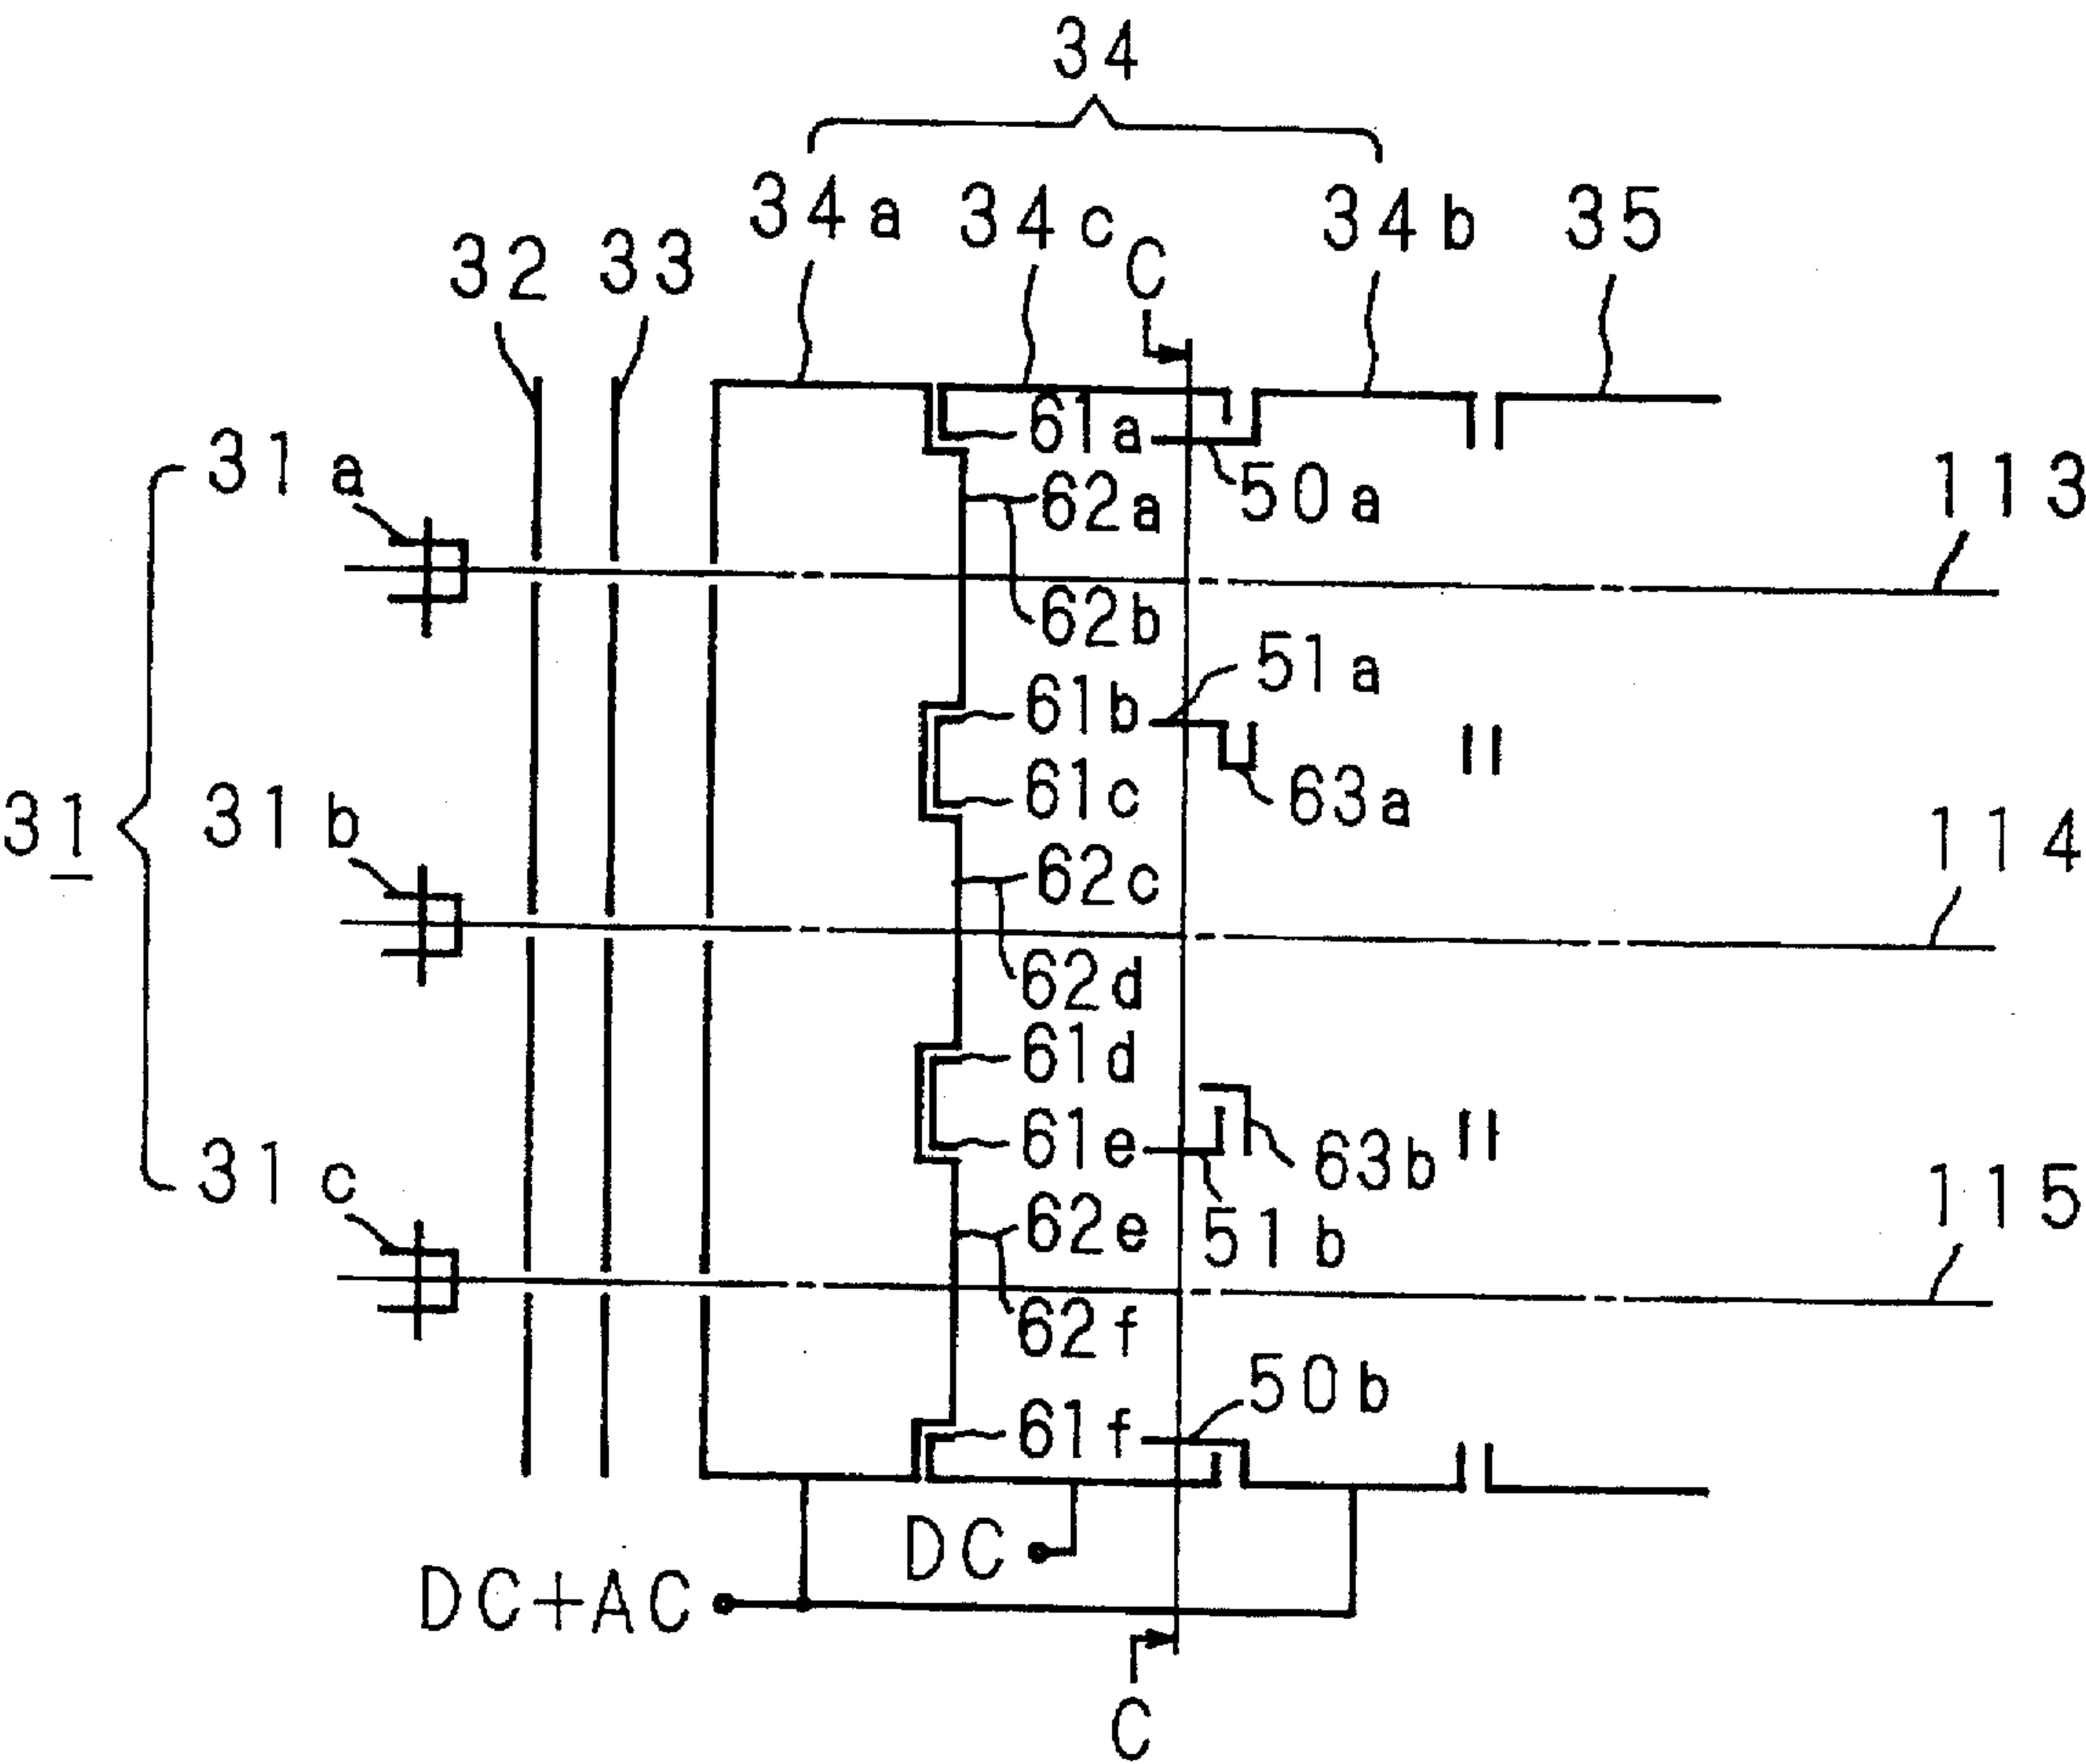 34
34a 34c C 34b 35
32 33
61a
31a 62a 50a 113
62b
51a
61b
61c 63a
31 31b 114
62c
62d
61d
61e 63b
31c 62e 51b 115
62f
50b
61f
DC
DC+AC
C